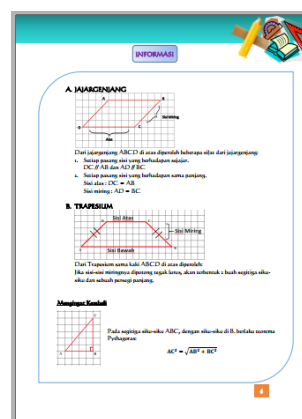 INFORMASI
A. JAJARGENJANG
A
B
Sisi Miring
D
C
Alas
Dari jajargenjang ABCD di atas diperoleh beberapa sifat dari jajargenjang:
1. Setiap pasang sisi yang berhadapan sejajar.
DC // AB dan AD // BC
2. Setiap pasang sisi yang berhadapan sama panjang.
Sisi alas : DC = AB
Sisi miring : AD = BC
B. TRAPESIUM
Sisi Atas
Sisi Miring
Sisi Bawah
Dari Trapesium sama kaki ABCD di atas diperoleh:
Jika sisi-sisi miringnya dipotong tegak lurus, akan terbentuk 2 buah segitiga siku-
siku dan sebuah persegi panjang.
Mengingat Kembali
C
A
B
Pada segitiga siku-siku ABC, dengan siku-siku di B. berlaku teorema
Pythagoras:
AC² = √AB² + BC²